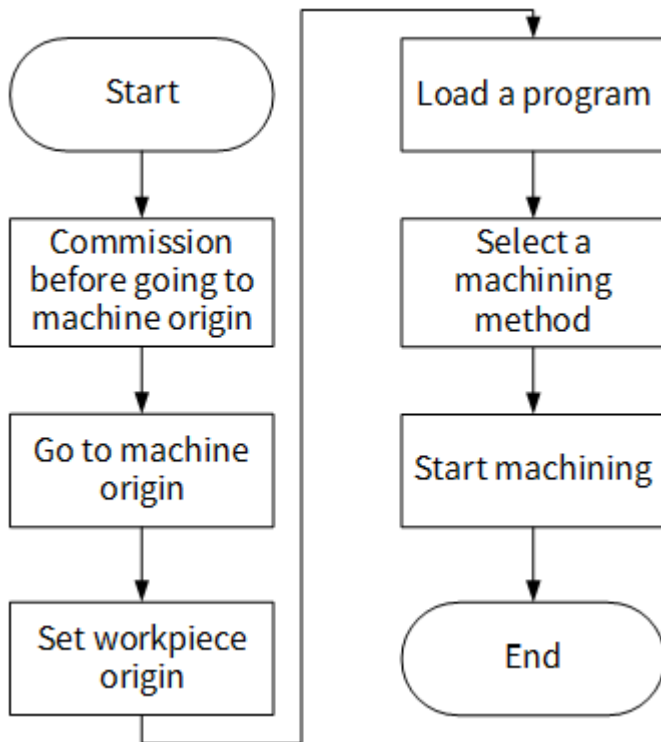 Start
Commission
before going to
machine origin
Go to machine
origin
Set workpiece
origin
Load a program
Select a
machining
method
Start machining
End